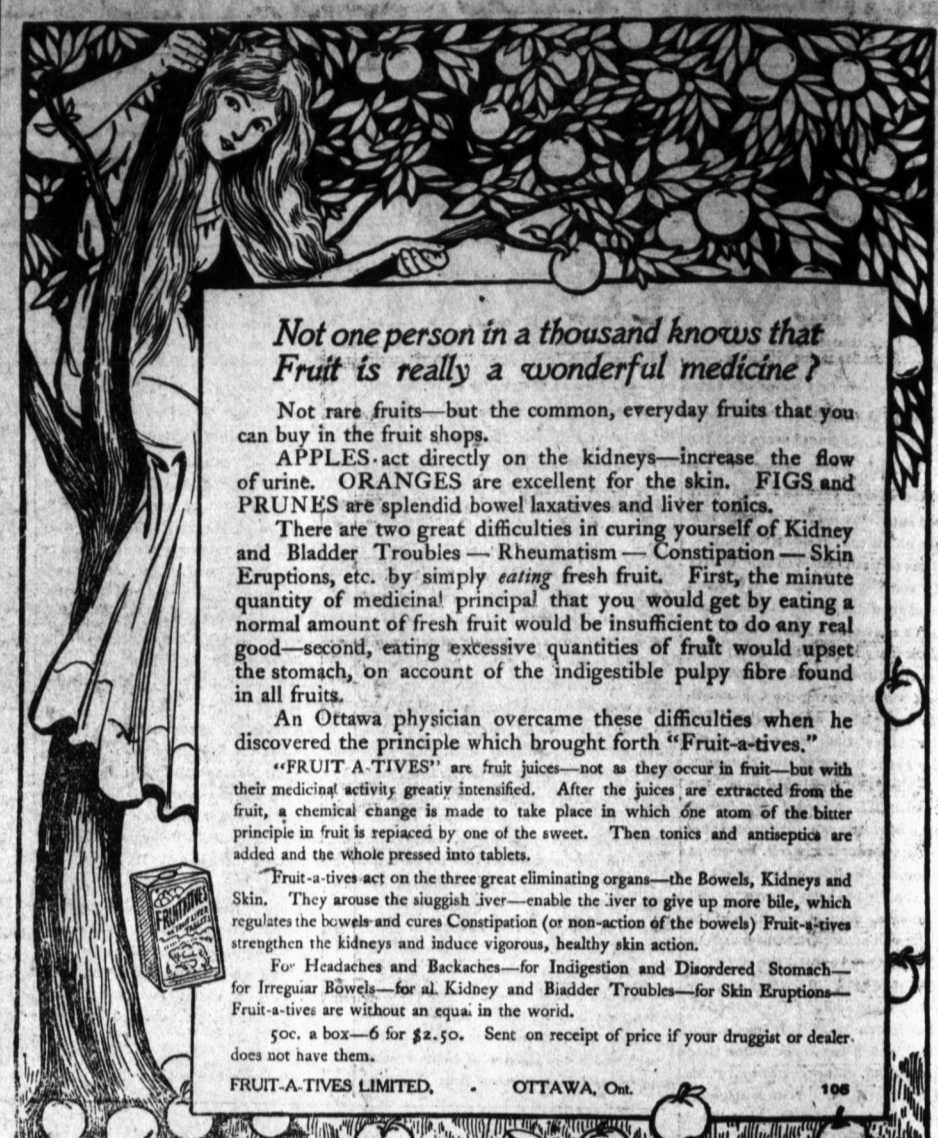 Not one person in a thousand knows that
Fruit is really a wonderful medicine?
Not rare fruits—but the common, everyday fruits that you
can buy in the fruit shops.
APPLES act directly on the kidneys—increase the flow
of urine. ORANGES are excellent for the skin. FIGS and
PRUNES are splendid bowel laxatives and liver tonics.
There are two great difficulties in curing yourself of Kidney
and Bladder Troubles — Rheumatism — Constipation — Skin
Eruptions, etc. by simply eating fresh fruit. First, the minute
quantity of medicinal principal that you would get by eating a
normal amount of fresh fruit would be insufficient to do any real
good—second, eating excessive quantities of fruit would upset
the stomach, on account of the indigestible pulpy fibre found
in all fruits.
An Ottawa physician overcame these difficulties when he
discovered the principle which brought forth “Fruit-a-tives.”
“FRUIT-A-TIVES” are fruit juices—not as they occur in fruit—but with
their medicinal activity greatly intensified. After the juices are extracted from the
fruit, a chemical change is made to take place in which one atom of the bitter
principle in fruit is replaced by one of the sweet. Then tonics and antiseptics are
added and the whole pressed into tablets.
Fruit-a-tives act on the three great eliminating organs—the Bowels, Kidneys and
Skin. They arouse the sluggish liver—enable the liver to give up more bile, which
regulates the bowels and cures Constipation (or non-action of the bowels) Fruit-a-tives
strengthen the kidneys and induce vigorous, healthy skin action.
For Headaches and Backaches—for Indigestion and Disordered Stomach—
for Irregular Bowels—for al. Kidney and Bladder Troubles—for Skin Eruptions—
Fruit-a-tives are without an equal in the world.
50c. a box—6 for $2.50. Sent on receipt of price if your druggist or dealer
does not have them.
FRUIT-A-TIVES LIMITED, - OTTAWA, Ont. 105
FRUITATIVES
OR FRUIT LIVER
TABLETS